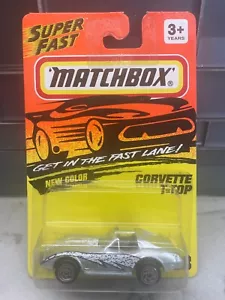 SUPER FAST
3+
YEARS
MATCHBOX®
GET IN THE FAST LANE!
NEW COLOR
CORVETTE
T-TOP